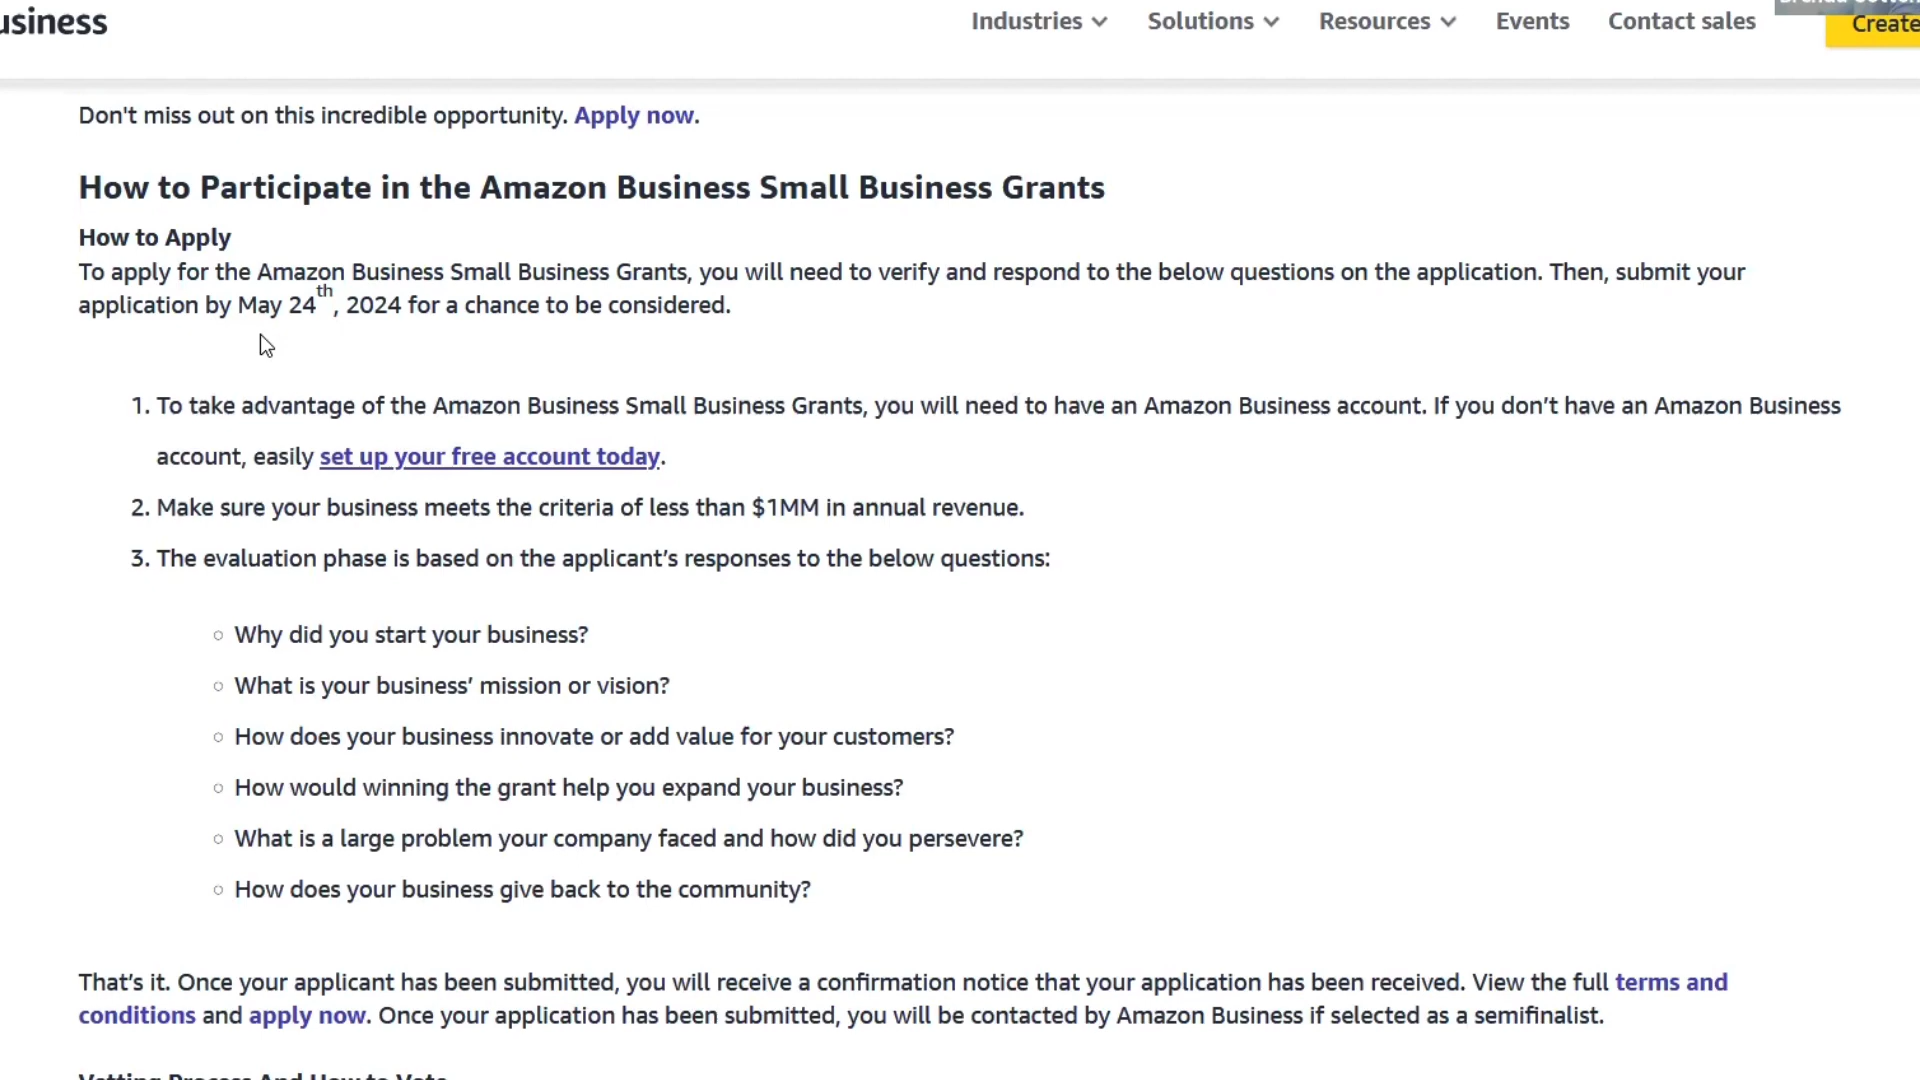 usiness
Industries Solutions Resources Events Contact sales Create
Don't miss out on this incredible opportunity. Apply now.
How to Participate in the Amazon Business Small Business Grants
How to Apply
To apply for the Amazon Business Small Business Grants, you will need to verify and respond to the below questions on the application. Then, submit your
application by May 24th, 2024 for a chance to be considered.
1. To take advantage of the Amazon Business Small Business Grants, you will need to have an Amazon Business account. If you don’t have an Amazon Business
account, easily set up your free account today.
2. Make sure your business meets the criteria of less than $1MM in annual revenue.
3. The evaluation phase is based on the applicant’s responses to the below questions:
○ Why did you start your business?
○ What is your business’ mission or vision?
○ How does your business innovate or add value for your customers?
○ How would winning the grant help you expand your business?
○ What is a large problem your company faced and how did you persevere?
○ How does your business give back to the community?
That’s it. Once your applicant has been submitted, you will receive a confirmation notice that your application has been received. View the full terms and
conditions and apply now. Once your application has been submitted, you will be contacted by Amazon Business if selected as a semifinalist.
Vetting Process And How to Vote